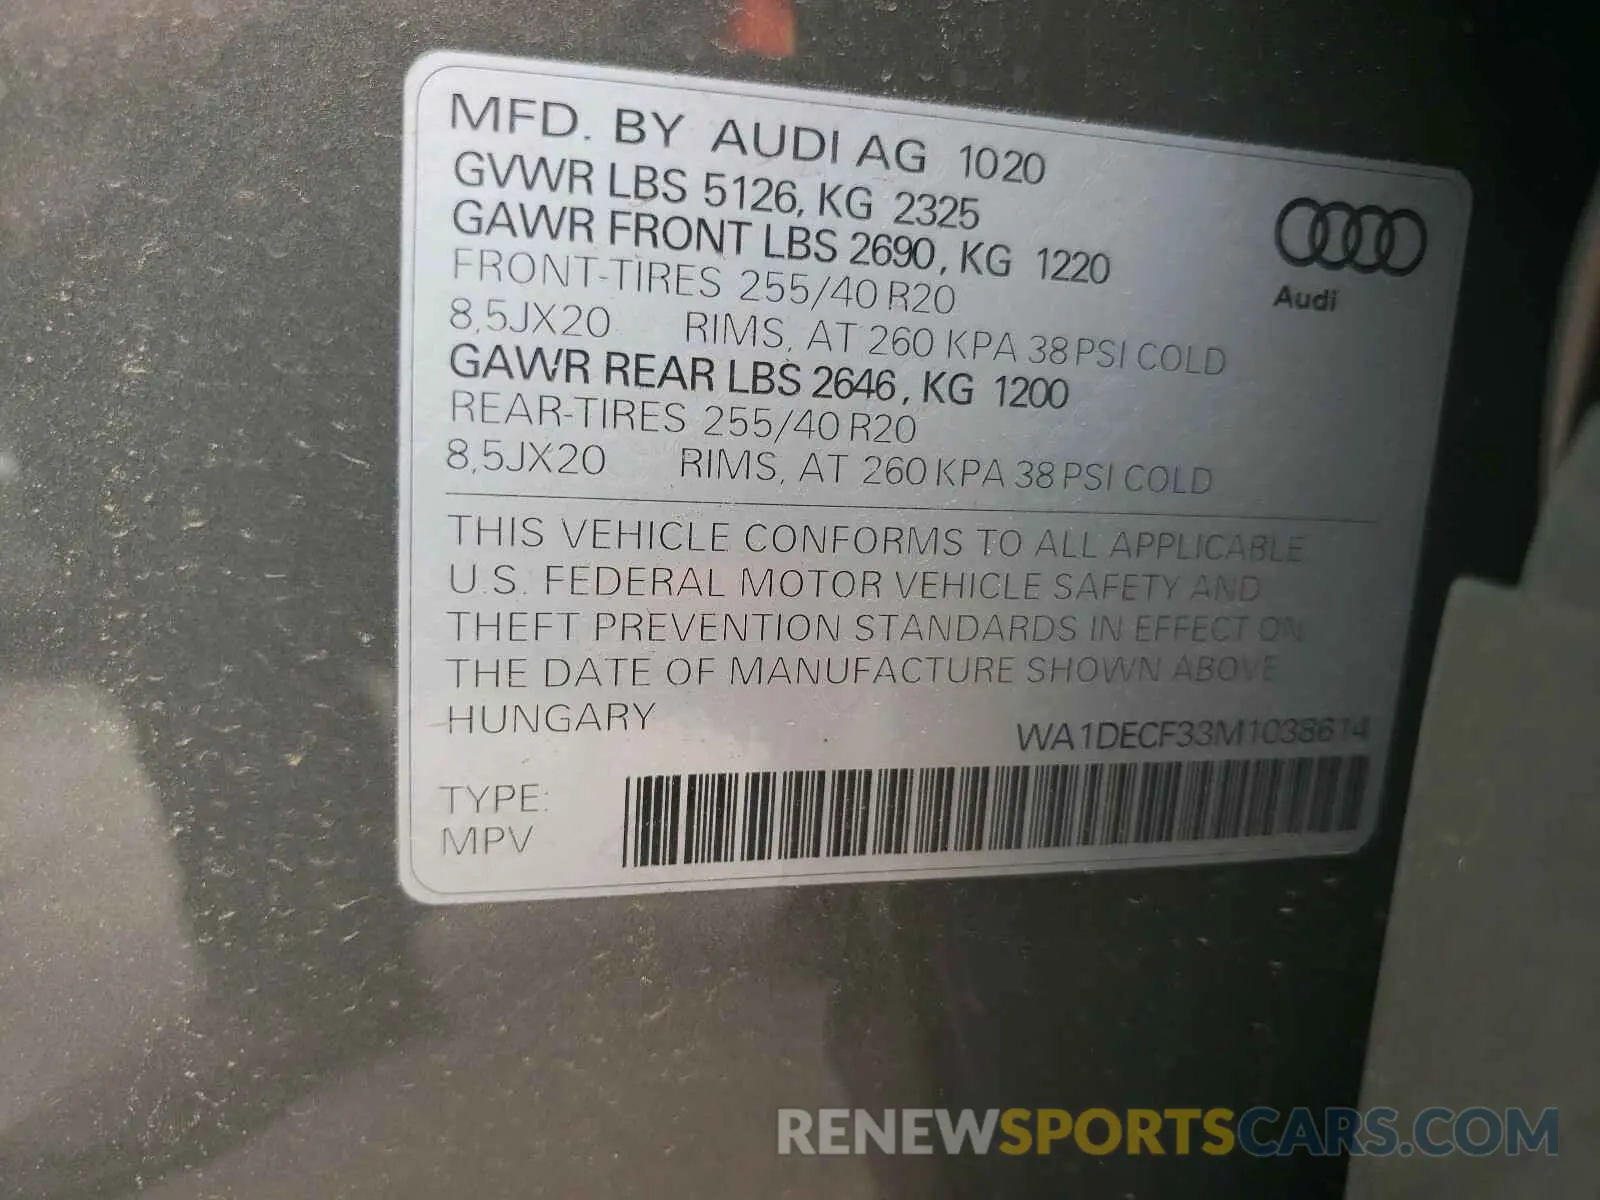 MFD. BY AUDI AG 1020
GVWR LBS 5126, KG 2325
GAWR FRONT LBS 2690, KG 1220
FRONT-TIRES 255/40 R20
8,5JX20 RIMS, AT 260 KPA 38 PSI COLD
GAWR REAR LBS 2646, KG 1200
REAR-TIRES 255/40 R20
8,5JX20 RIMS, AT 260 KPA 38 PSI COLD
Audi
THIS VEHICLE CONFORMS TO ALL APPLICABLE
U.S. FEDERAL MOTOR VEHICLE SAFETY AND
THEFT PREVENTION STANDARDS IN EFFECT ON
THE DATE OF MANUFACTURE SHOWN ABOVE
HUNGARY
WA1DECF33M1038614
TYPE:
MPV
RENEWSPORTSCARS.COM